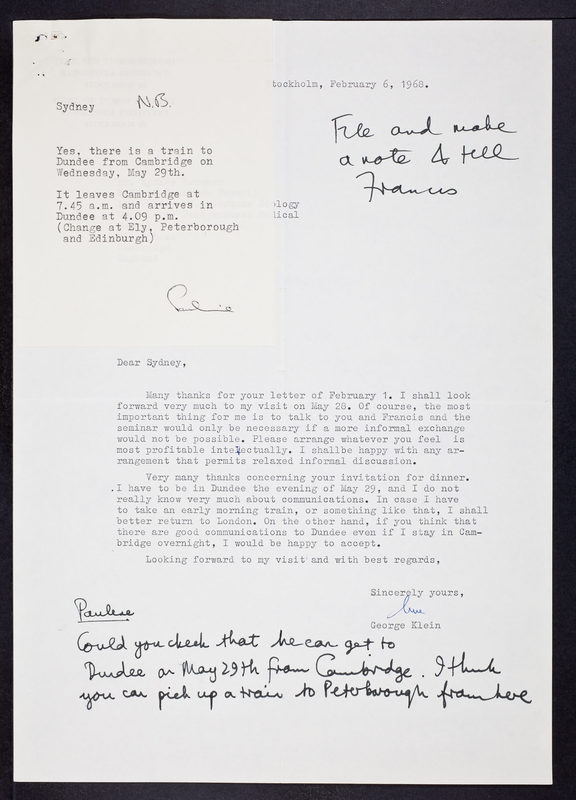 Sydney N.B.
Yes, there is a train to
Dundee from Cambridge on
Wednesday, May 29th.
It leaves Cambridge at
7.45 a.m. and arrives in
Dundee at 4.09 p.m.
(Change at Ely, Peterborough
and Edinburgh)
Pauline
tockholm, February 6, 1968.
File and make
a note & tell
Francis
ology
ical
Dear Sydney,
Many thanks for your letter of February 1. I shall look
forward very much to my visit on May 28. Of course, the most
important thing for me is to talk to you and Francis and the
seminar would only be necessary if a more informal exchange
would not be possible. Please arrange whatever you feel is
most profitable intelectually. I shallbe happy with any ar-
rangement that permits relaxed informal discussion.
Very many thanks concerning your invitation for dinner.
.I have to be in Dundee the evening of May 29, and I do not
really know very much about communications. In case I have
to take an early morning train, or something like that, I shall
better return to London. On the other hand, if you think that
there are good communications to Dundee even if I stay in Cam-
bridge overnight, I would be happy to accept.
Looking forward to my visit and with best regards,
Sincerely yours,
George Klein
Pauline
Could you check that he can get to
Dundee on May 29th from Cambridge. I think
you can pick up a train to Peterborough from here